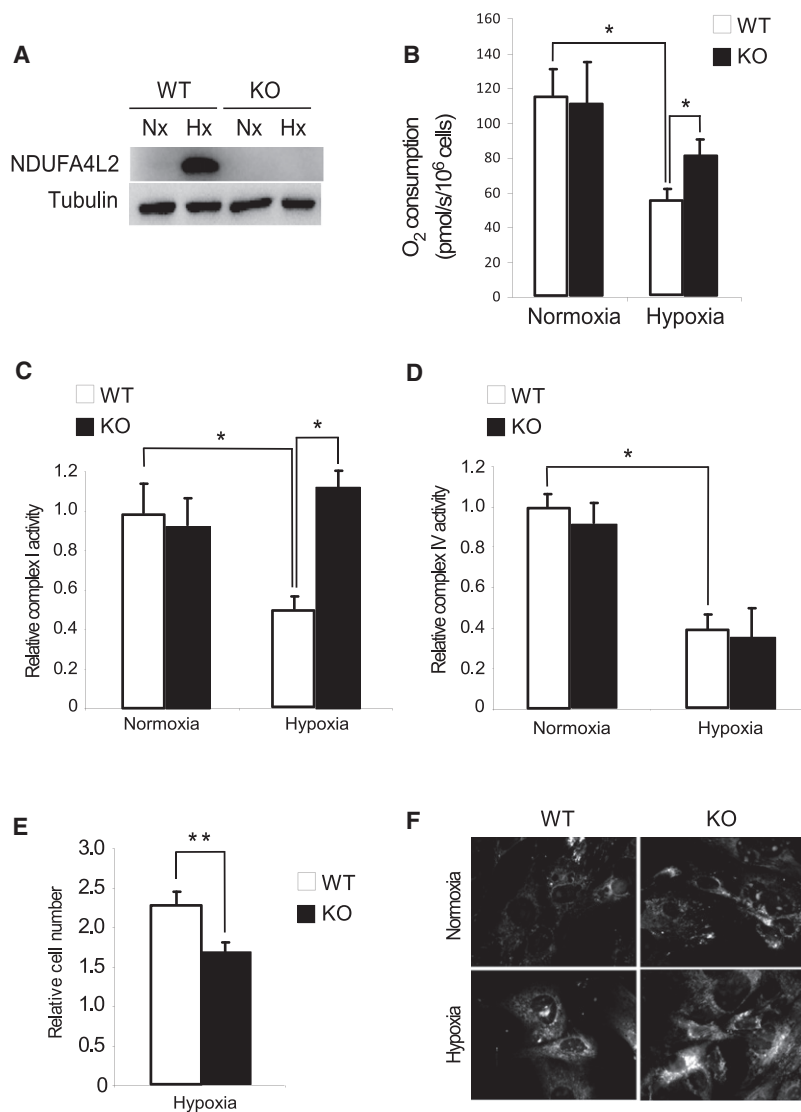 A
WT KO
Nx Hx Nx Hx
NDUFA4L2
Tubulin
B
WT
KO
160
140
120
100
80
60
40
20
0
O2 consumption
(pmol/s/10^6 cells)
*
*
Normoxia Hypoxia
C
WT
KO
1.2
1.0
0.8
0.6
0.4
0.2
0
Relative complex I activity
*
*
Normoxia Hypoxia
D
WT
KO
1.2
1.0
0.8
0.6
0.4
0.2
0
Relative complex IV activity
*
Normoxia Hypoxia
E
3.0
2.5
2.0
1.5
1.0
0.5
0
Relative cell number
**
WT
KO
Hypoxia
F
WT KO
Normoxia
Hypoxia